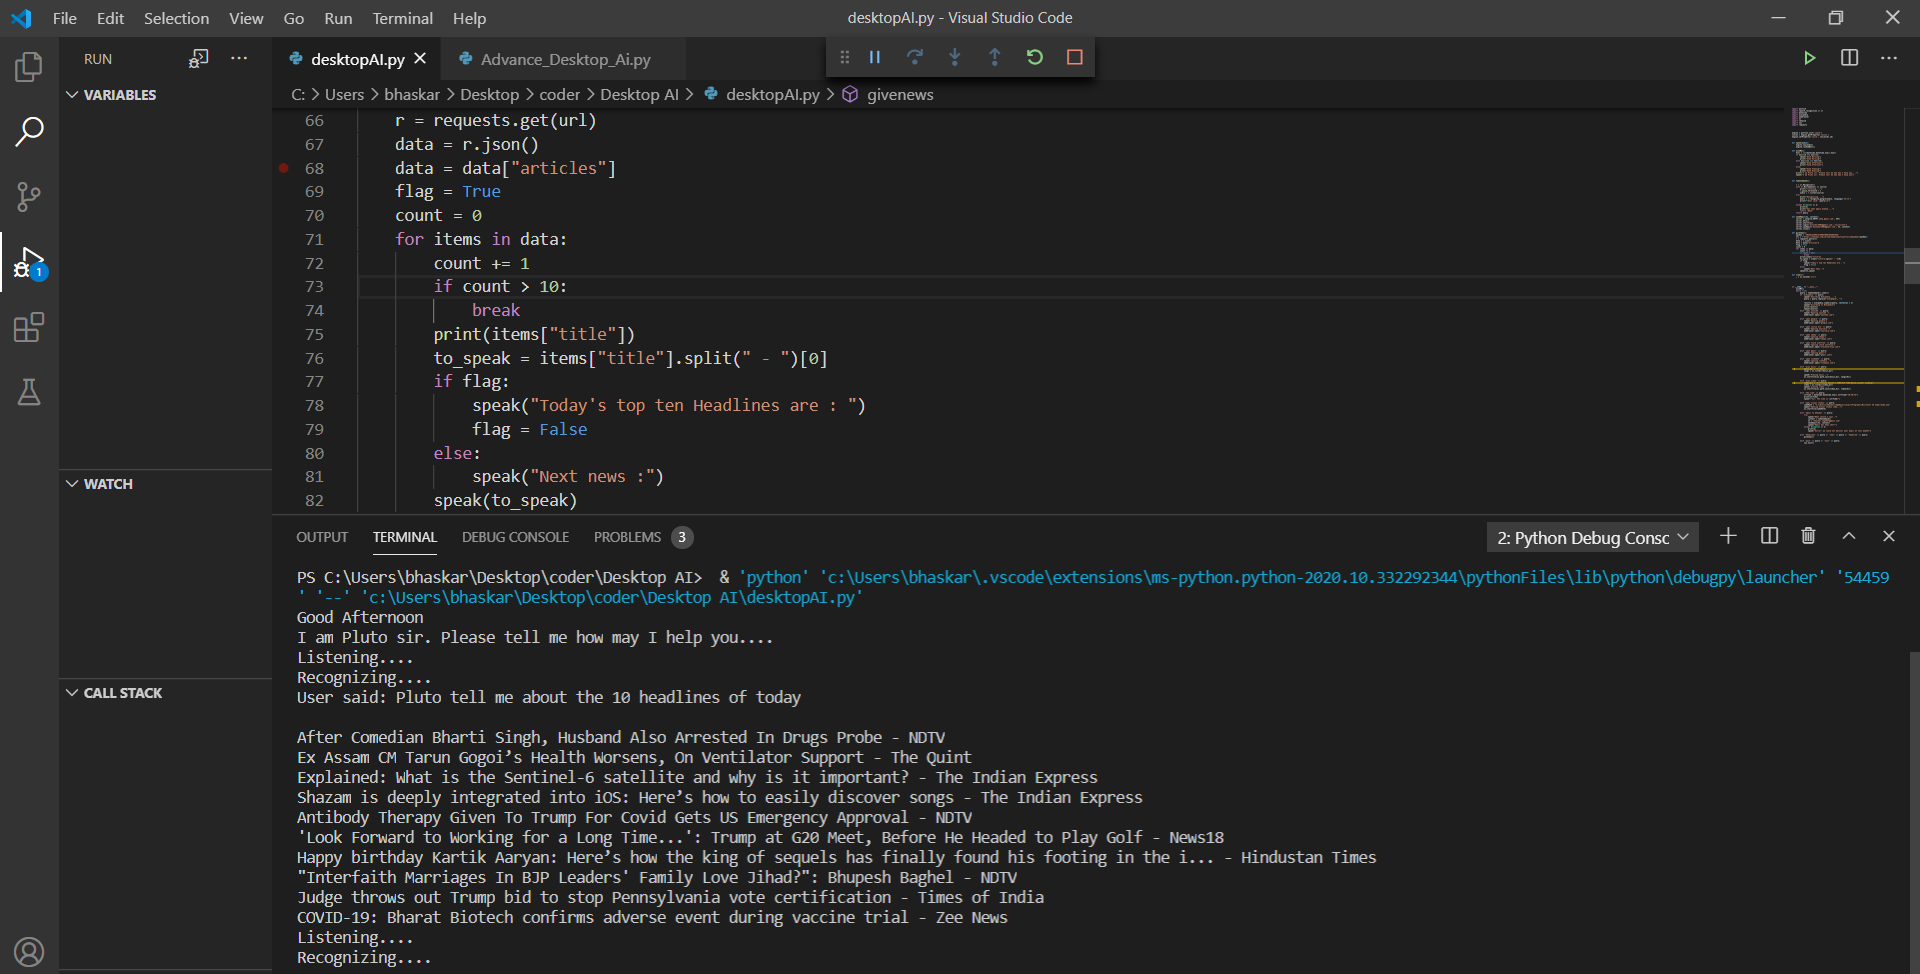 File Edit Selection View Go Run Terminal Help
desktopAI.py - Visual Studio Code
RUN
desktopAI.py
Advance_Desktop_Ai.py
C: > Users > bhaskar > Desktop > coder > Desktop AI > desktopAI.py > givenews
VARIABLES
WATCH
CALL STACK
1
66 r = requests.get(url)
67 data = r.json()
68 data = data["articles"]
69 flag = True
70 count = 0
71 for items in data:
72 count += 1
73 if count > 10:
74 break
75 print(items["title"])
76 to_speak = items["title"].split(" - ")[0]
77 if flag:
78 speak("Today's top ten Headlines are : ")
79 flag = False
80 else:
81 speak("Next news :")
82 speak(to_speak)
OUTPUT TERMINAL DEBUG CONSOLE PROBLEMS 3
2: Python Debug Consc
PS C:\Users\bhaskar\Desktop\coder\Desktop AI>  & 'python' 'c:\Users\bhaskar\.vscode\extensions\ms-python.python-2020.10.332292344\pythonFiles\lib\python\debugpy\launcher' '54459
' '--' 'c:\Users\bhaskar\Desktop\coder\Desktop AI\desktopAI.py'
Good Afternoon
I am Pluto sir. Please tell me how may I help you....
Listening....
Recognizing....
User said: Pluto tell me about the 10 headlines of today
After Comedian Bharti Singh, Husband Also Arrested In Drugs Probe - NDTV
Ex Assam CM Tarun Gogoi’s Health Worsens, On Ventilator Support - The Quint
Explained: What is the Sentinel-6 satellite and why is it important? - The Indian Express
Shazam is deeply integrated into iOS: Here’s how to easily discover songs - The Indian Express
Antibody Therapy Given To Trump For Covid Gets US Emergency Approval - NDTV
'Look Forward to Working for a Long Time...': Trump at G20 Meet, Before He Headed to Play Golf - News18
Happy birthday Kartik Aaryan: Here’s how the king of sequels has finally found his footing in the i... - Hindustan Times
"Interfaith Marriages In BJP Leaders' Family Love Jihad?": Bhupesh Baghel - NDTV
Judge throws out Trump bid to stop Pennsylvania vote certification - Times of India
COVID-19: Bharat Biotech confirms adverse event during vaccine trial - Zee News
Listening....
Recognizing....